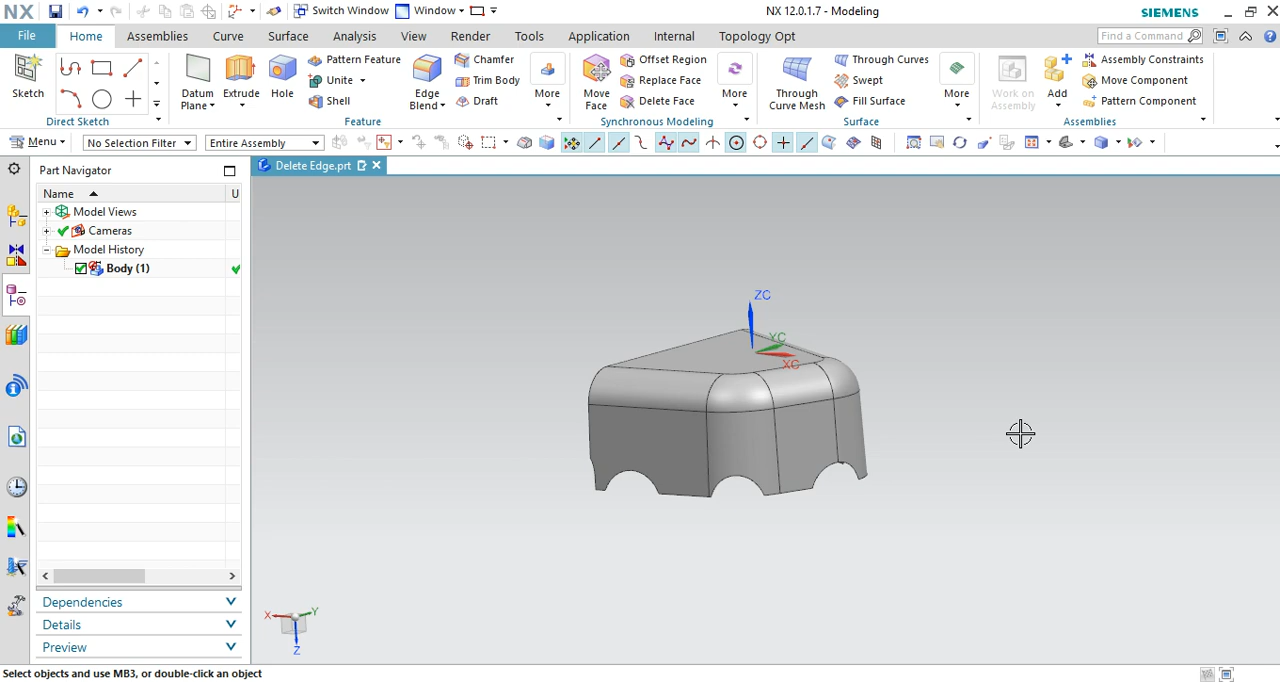 NX Switch Window Window NX 12.0.1.7 - Modeling SIEMENS
File Home Assemblies Curve Surface Analysis View Render Tools Application Internal Topology Opt Find a Command
Sketch
Direct Sketch
Datum Plane Extrude Hole Pattern Feature Unite Shell Edge Blend Chamfer Trim Body Draft More
Feature
Move Face Offset Region Replace Face Delete Face More
Synchronous Modeling
Through Curve Mesh Through Curves Swept Fill Surface More
Surface
Work on Assembly Add Assembly Constraints Move Component Pattern Component
Assemblies
Menu No Selection Filter Entire Assembly
Part Navigator
Delete Edge.prt
Name U
Model Views
Cameras
Model History
Body (1)
ZC
YC
XC
Dependencies
Details
Preview
X Y
Z
Select objects and use MB3, or double-click an object